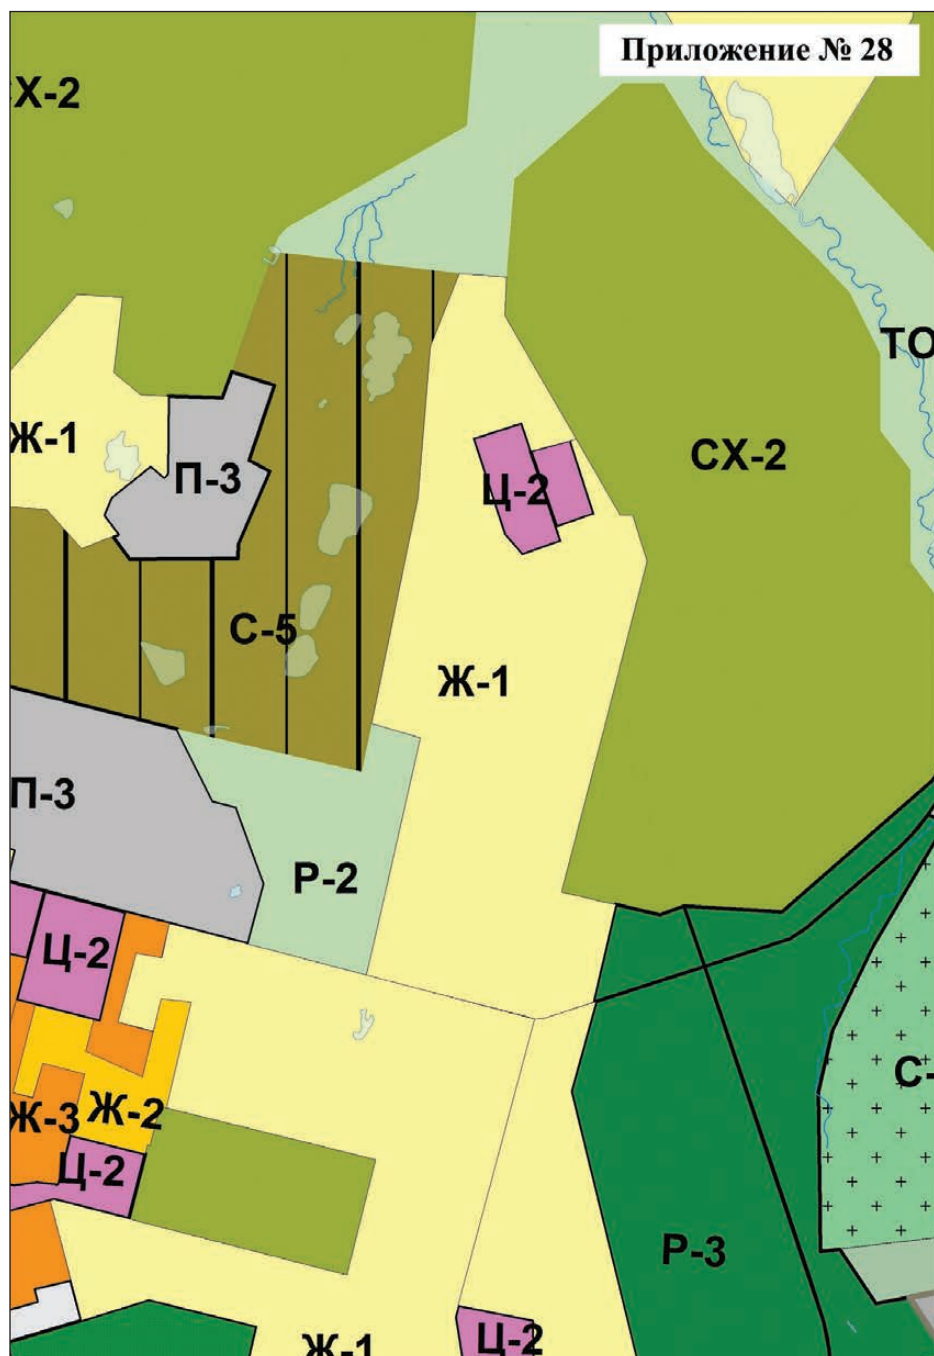 Приложение № 28
СХ-2
ТО
Ж-1
СХ-2
П-3
Ц-2
С-5
Ж-1
П-3
Р-2
Ц-2
С-
Ж-3
Ж-2
Ц-2
Р-3
Ж-1
Ц-2